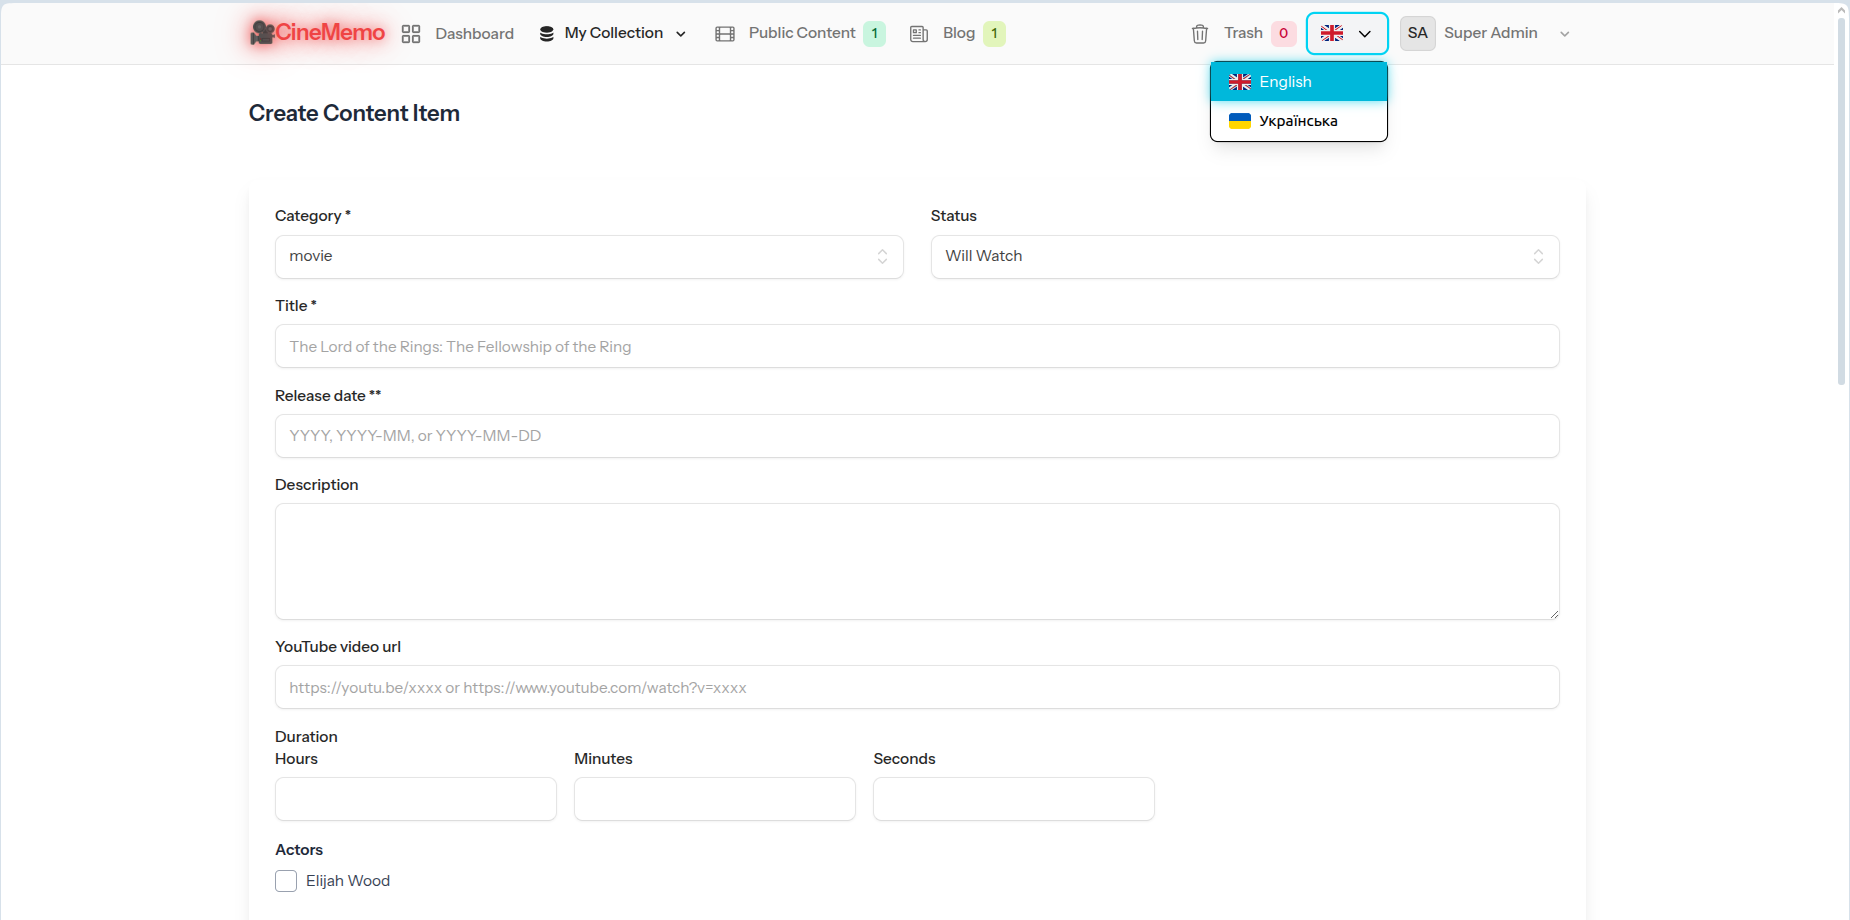 CineMemo Dashboard My Collection Public Content 1 Blog 1 Trash 0 SA Super Admin
English
Українська
Create Content Item
Category * Status
movie Will Watch
Title *
The Lord of the Rings: The Fellowship of the Ring
Release date **
YYYY, YYYY-MM, or YYYY-MM-DD
Description
YouTube video url
https://youtu.be/xxxx or https://www.youtube.com/watch?v=xxxx
Duration
Hours Minutes Seconds
Actors
Elijah Wood